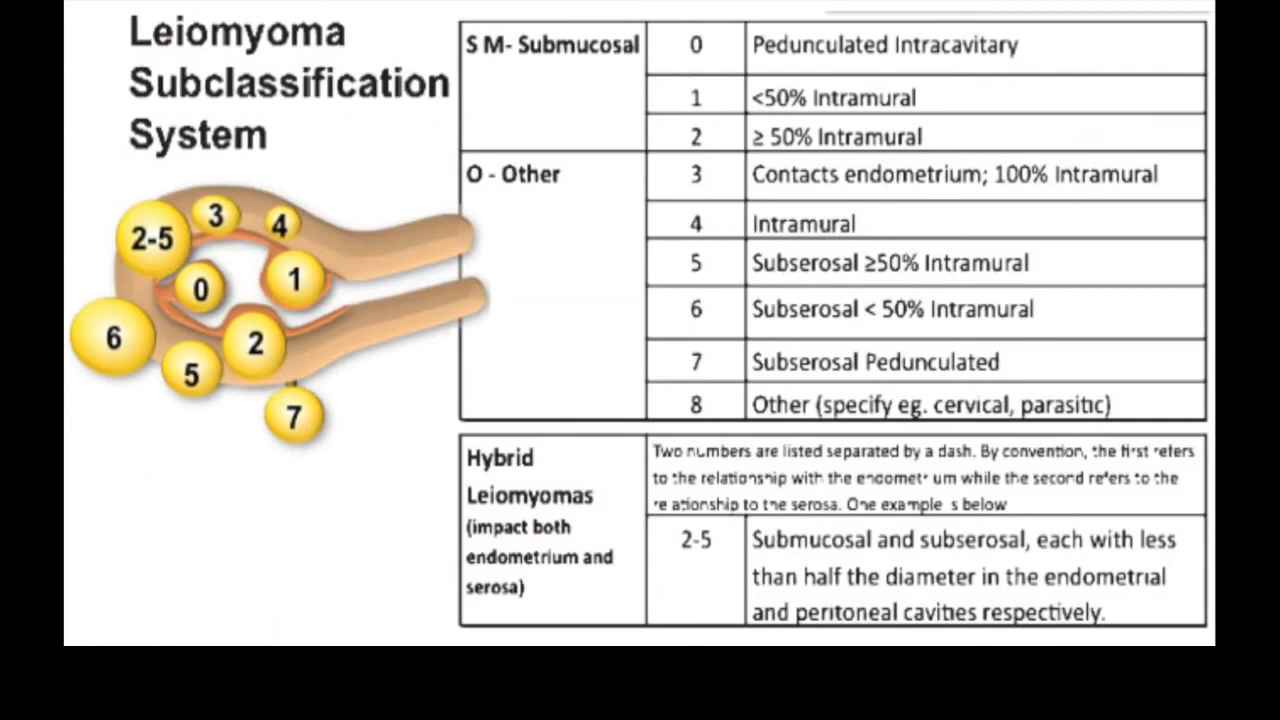 Leiomyoma
Subclassification
System
2-5
3
4
0
1
6
5
2
7
S M- Submucosal
0
Pedunculated Intracavitary
1
<50% Intramural
2
≥ 50% Intramural
O - Other
3
Contacts endometrium; 100% Intramural
4
Intramural
5
Subserosal ≥50% Intramural
6
Subserosal < 50% Intramural
7
Subserosal Pedunculated
8
Other (specify eg. cervical, parasitic)
Hybrid
Leiomyomas
(impact both
endometrium and
serosa)
Two numbers are listed separated by a dash. By convention, the first refers
to the relationship with the endometrium while the second refers to the
relationship to the serosa. One example is below
2-5
Submucosal and subserosal, each with less
than half the diameter in the endometrial
and peritoneal cavities respectively.